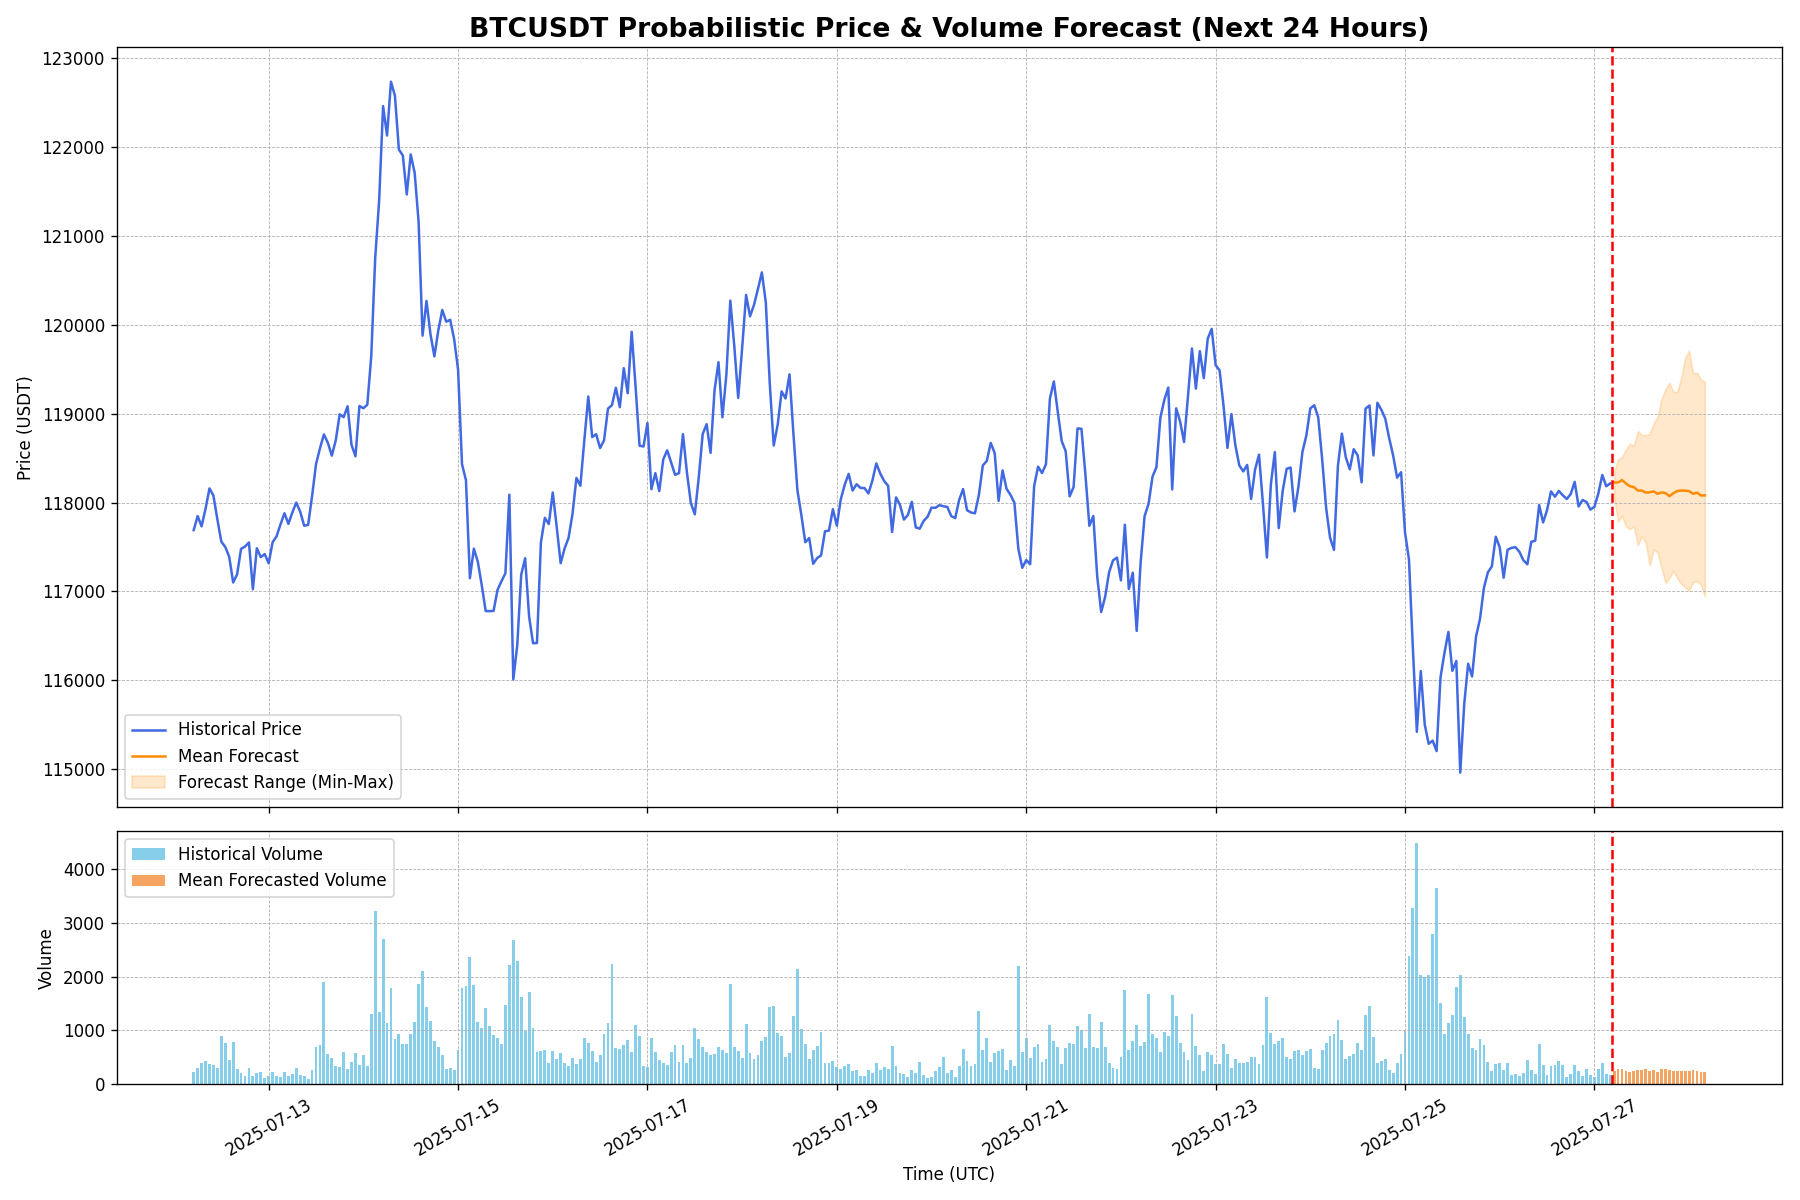 BTCUSDT Probabilistic Price & Volume Forecast (Next 24 Hours)
123000
122000
121000
120000
119000
118000
117000
116000
115000
Price (USDT)
Historical Price
Mean Forecast
Forecast Range (Min-Max)
4000
3000
2000
1000
0
Volume
Historical Volume
Mean Forecasted Volume
2025-07-13
2025-07-15
2025-07-17
2025-07-19
2025-07-21
2025-07-23
2025-07-25
2025-07-27
Time (UTC)